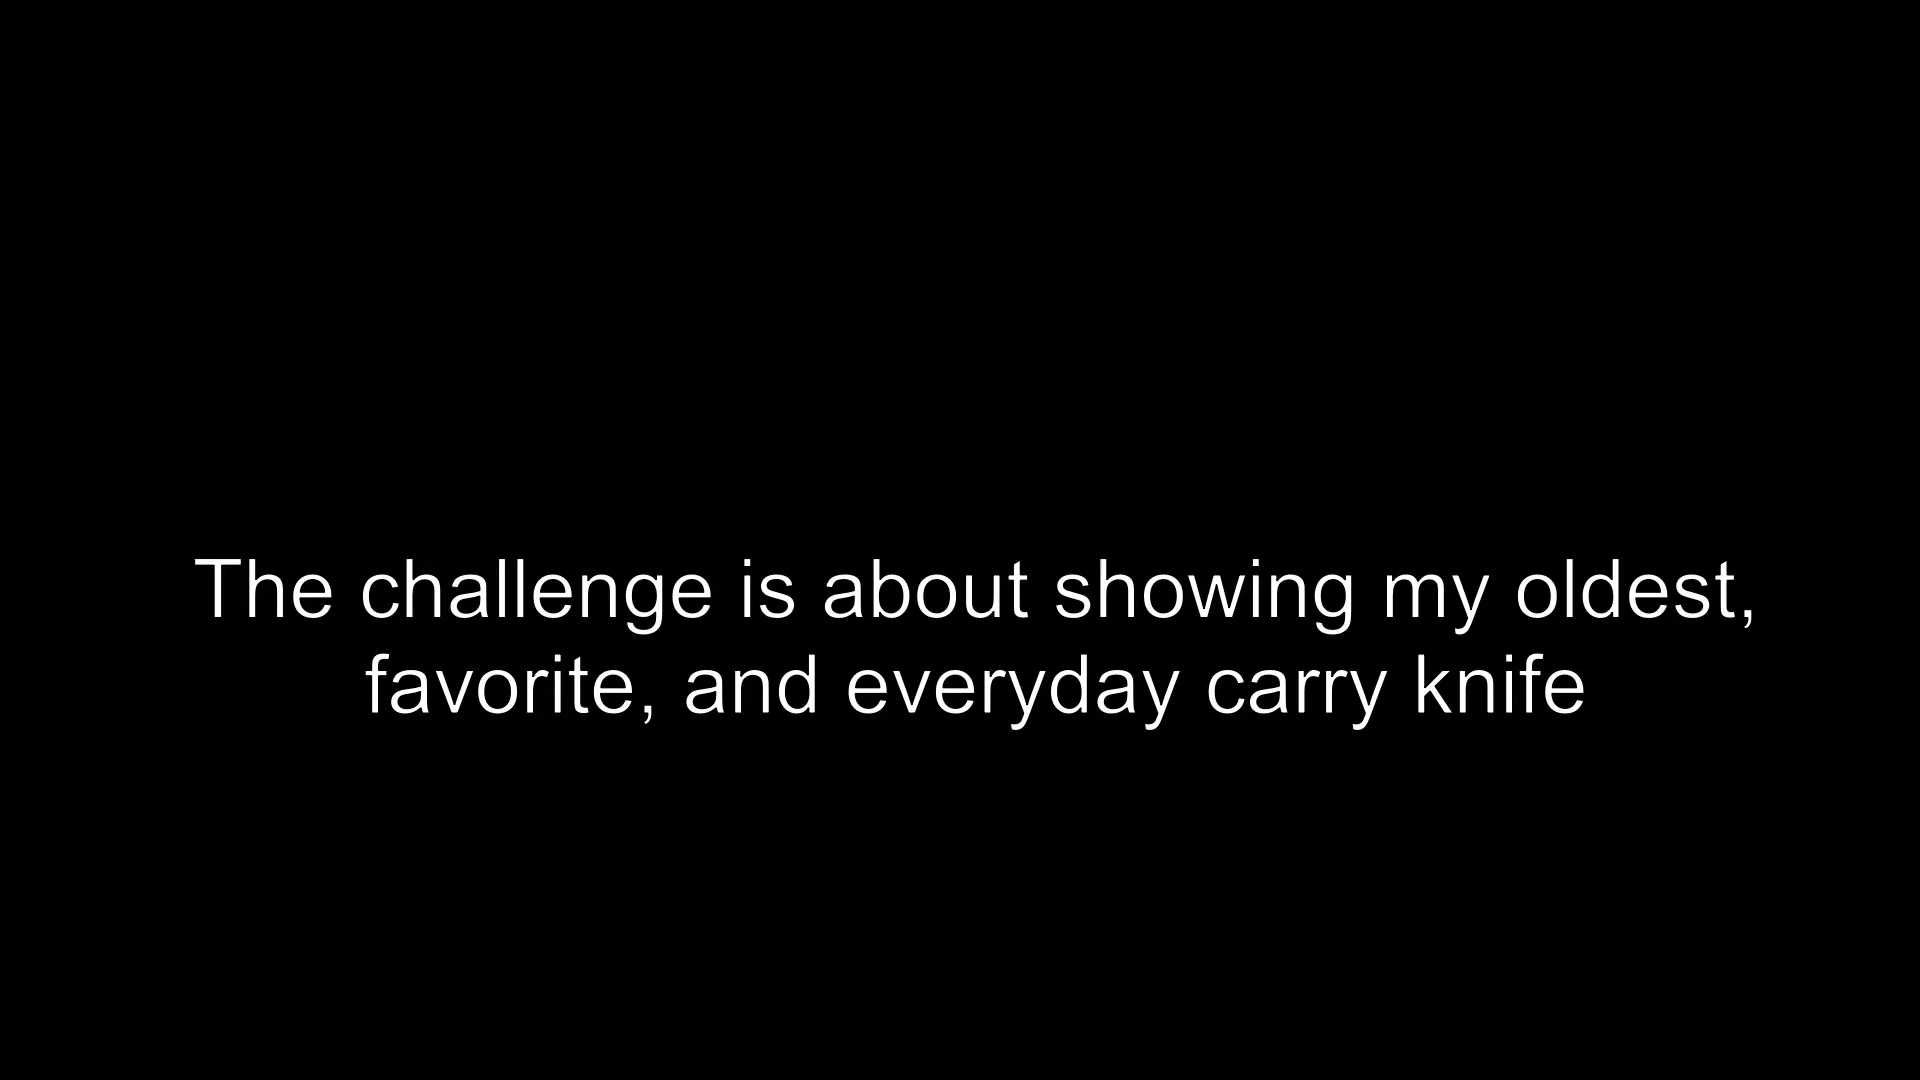 The challenge is about showing my oldest,
favorite, and everyday carry knife